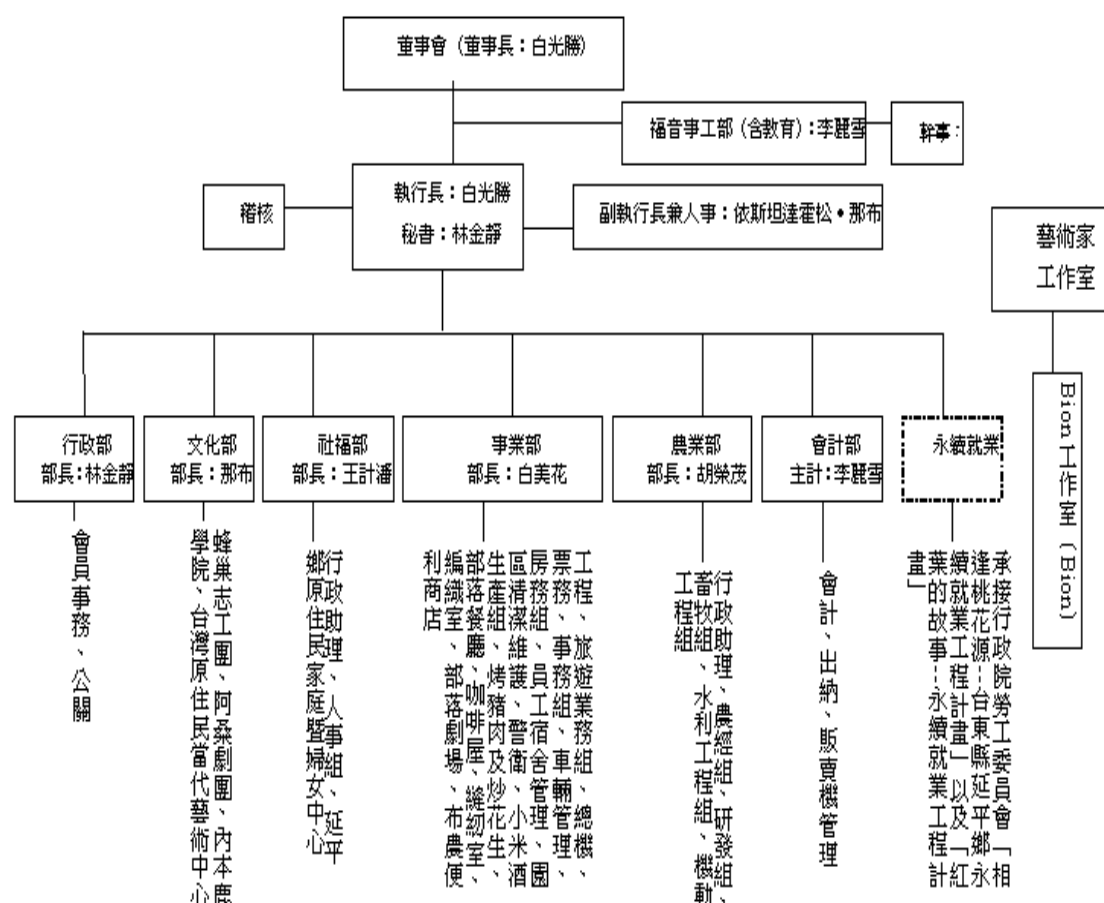 董事會 (董事長：白光勝)
福音事工部 (含教育)：李麗雪
幹事：
執行長：白光勝
秘書：林金靜
稽核
副執行長兼人事：依斯坦達霍松•那布
藝術家
工作室
Bion工作室 (Bion)
行政部
部長:林金靜
文化部
部長:那布
社福部
部長:王計潘
事業部
部長:白美花
農業部
部長:胡榮茂
會計部
主計:李麗雪
永續就業
會員事務、公關
蜂巢志工團、阿桑劇團、內本鹿
學院、台灣原住民當代藝術中心
行政助理、人事組、延平
鄉原住民家庭暨婦女中心
工程、旅遊業務組、總機、
票務、事務組、車輛管理、
房務組、員工宿舍管理、園
區清潔維護、警衛、小米酒
生產組、烤豬肉及炒花生、
部落餐廳、咖啡屋、縫紉室、
編織室、部落劇場、布農便
利商店
行政助理、農經組、研發組、
畜牧組、水利工程組、機動
工程組
會計、出納、販賣機管理
承接行政院勞工委員會「相
逢桃花源---台東縣延平鄉永
續就業工程計畫」以及「紅
葉的故事---永續就業工程計
畫」